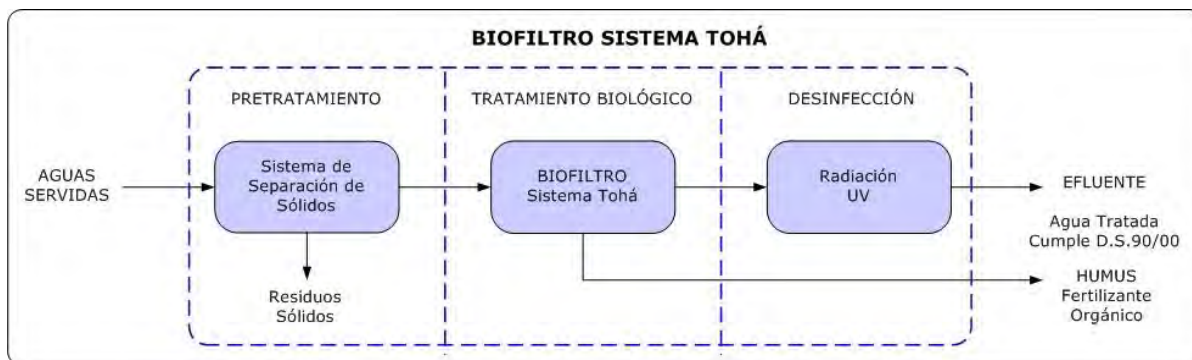 BIOFILTRO SISTEMA TOHÁ
PRETRATAMIENTO
TRATAMIENTO BIOLÓGICO
DESINFECCIÓN
AGUAS
SERVIDAS
Sistema de
Separación de
Sólidos
BIOFILTRO
Sistema Tohá
Radiación
UV
EFLUENTE
Agua Tratada
Cumple D.S.90/00
Residuos
Sólidos
HUMUS
Fertilizante
Orgánico